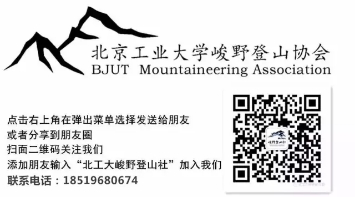 北京工业大学峻野登山协会
BJUT Mountaineering Association
点击右上角在弹出菜单选择发送给朋友
或者分享到朋友圈
扫面二维码关注我们
添加朋友输入“北工大峻野登山社”加入我们
联系电话：18519680674